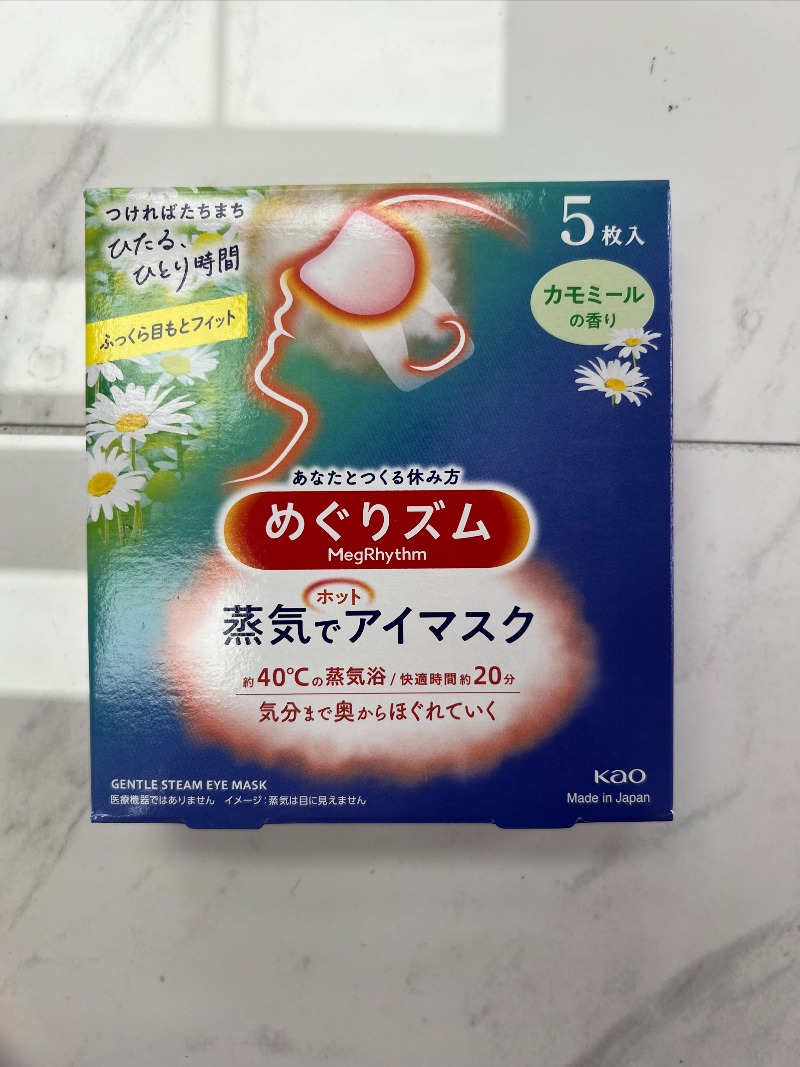 つければたちまち
ひたる、
ひとり時間
ふっくら目もとフィット
5枚入
カモミール
の香り
あなたとつくる休み方
めぐりズム
MegRhythm
ホット
蒸気でアイマスク
約40℃の蒸気浴/快適時間約20分
気分まで奥からほぐれていく
GENTLE STEAM EYE MASK
医療機器ではありません イメージ:蒸気は目に見えません
Kao
Made in Japan